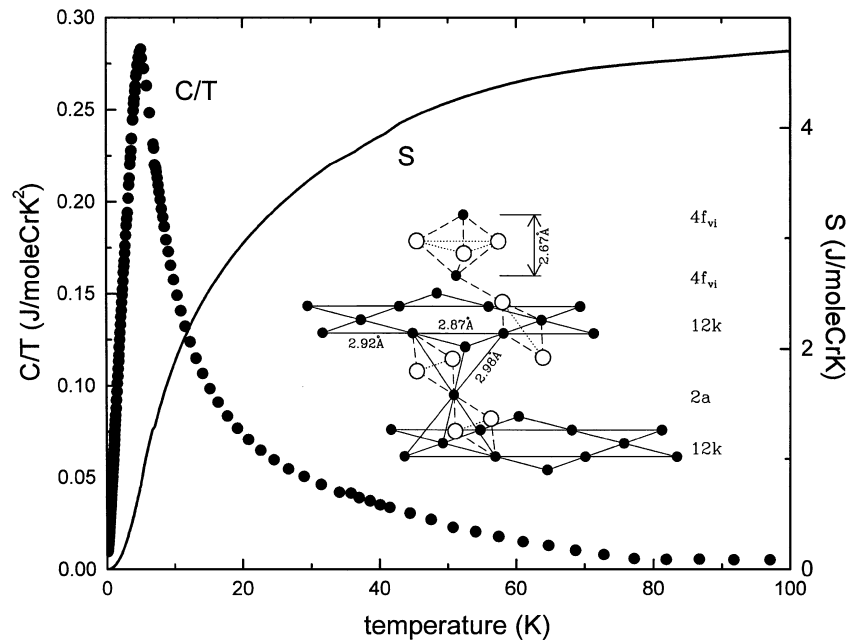 0.30
0.25
0.20
0.15
0.10
0.05
0.00
C/T (J/moleCrK²)
C/T
S
4
2
0
S (J/moleCrK)
2.67Å
4f_vi
4f_vi
12k
2a
12k
2.87Å
2.92Å
2.98Å
0 20 40 60 80 100
temperature (K)